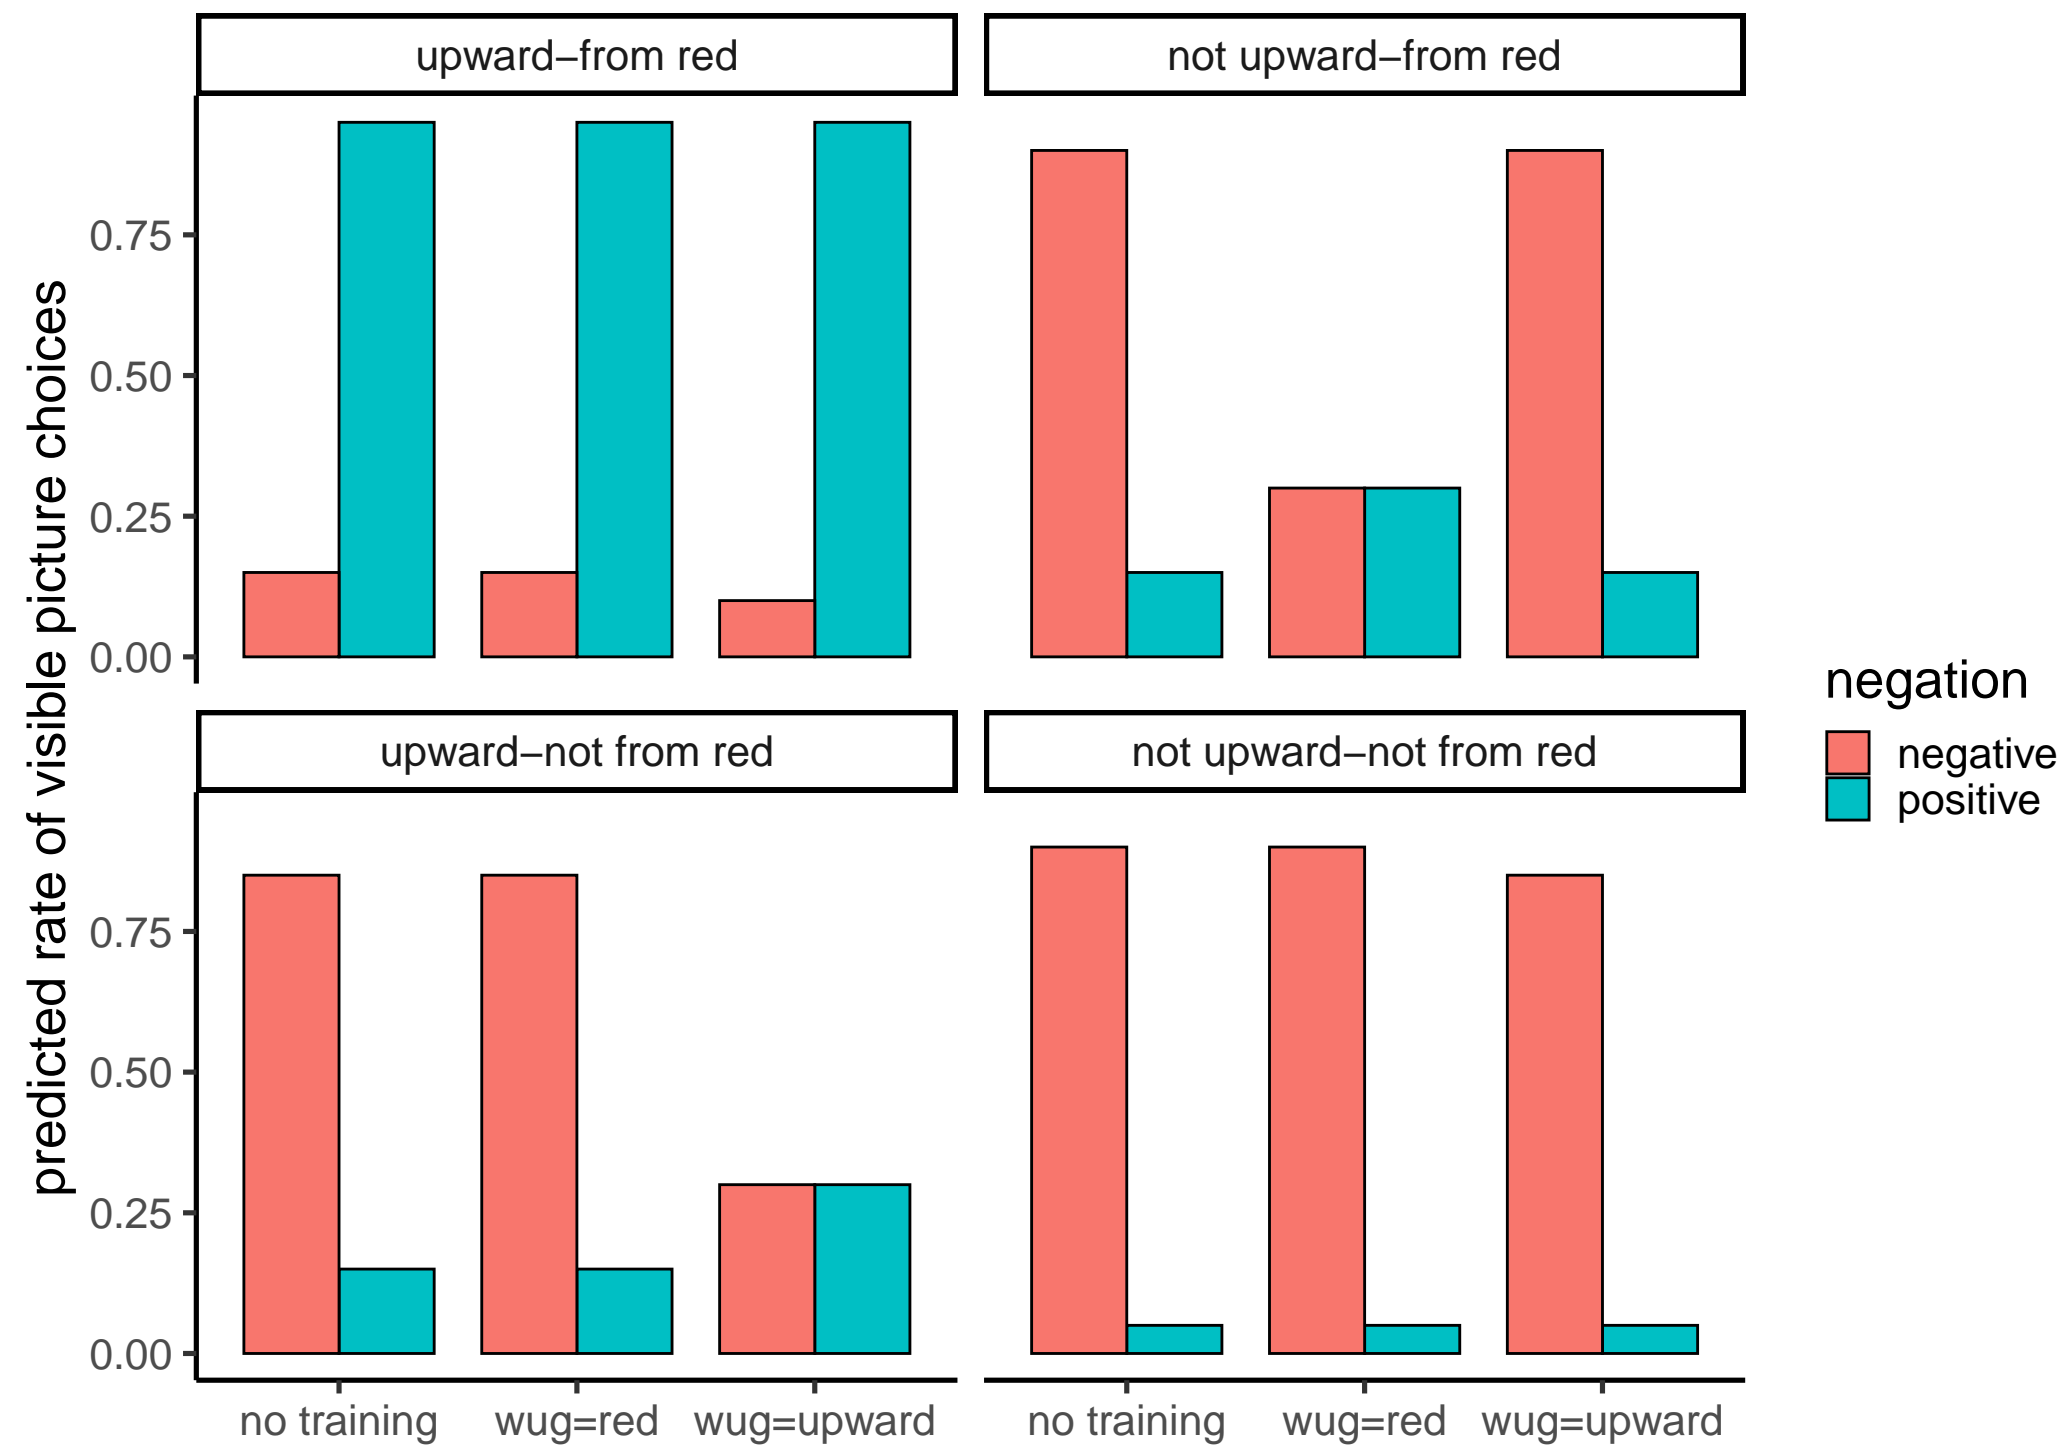 upward–from red
not upward–from red
0.75
0.50
0.25
0.00
predicted rate of visible picture choices
upward–not from red
not upward–not from red
0.75
0.50
0.25
0.00
no training wug=red wug=upward
no training wug=red wug=upward
negation
negative
positive